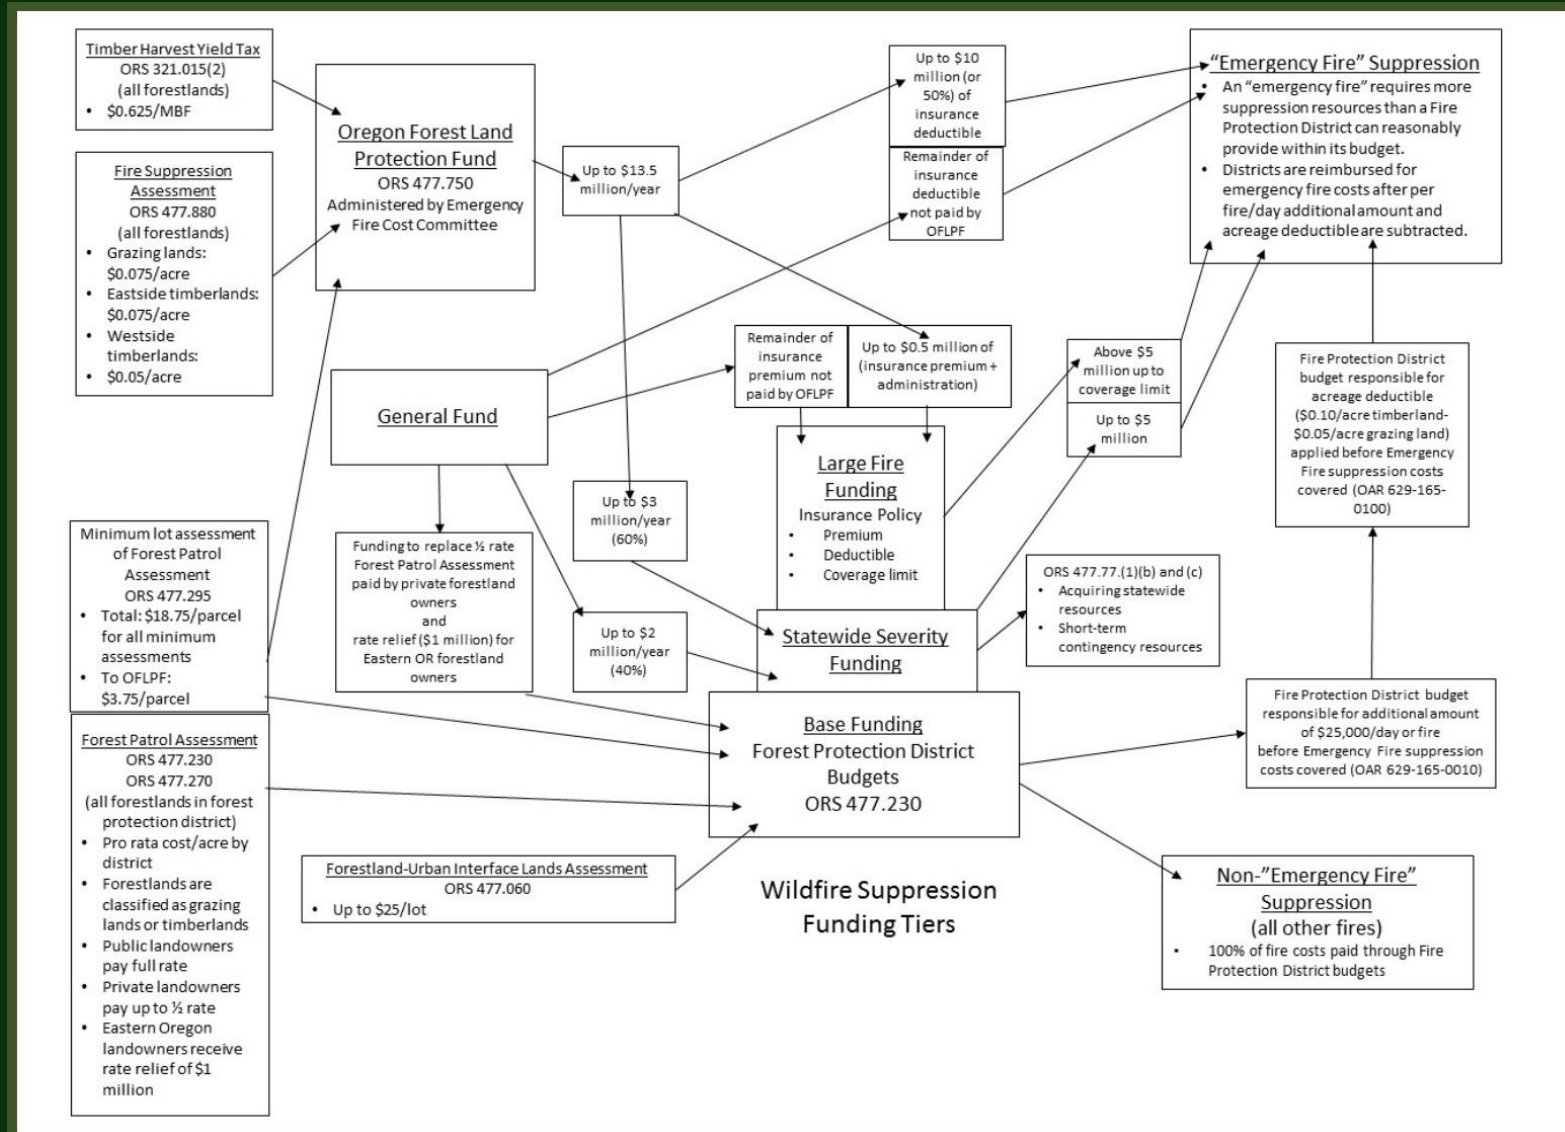 Timber Harvest Yield Tax
ORS 321.015(2)
(all forestlands)
• $0.625/MBF
Fire Suppression
Assessment
ORS 477.880
(all forestlands)
• Grazing lands:
$0.075/acre
• Eastside timberlands:
$0.075/acre
• Westside
timberlands:
• $0.05/acre
Oregon Forest Land
Protection Fund
ORS 477.750
Administered by Emergency
Fire Cost Committee
Up to $13.5
million/year
Up to $10
million (or
50%) of
insurance
deductible
Remainder of
insurance
deductible
not paid by
OFLPF
“Emergency Fire” Suppression
• An “emergency fire” requires more
suppression resources than a Fire
Protection District can reasonably
provide within its budget.
• Districts are reimbursed for
emergency fire costs after per
fire/day additional amount and
acreage deductible are subtracted.
General Fund
Remainder of
insurance
premium not
paid by OFLPF
Up to $0.5 million of
(insurance premium +
administration)
Above $5
million up to
coverage limit
Up to $5
million
Fire Protection District
budget responsible for
acreage deductible
($0.10/acre timberland-
$0.05/acre grazing land)
applied before Emergency
Fire suppression costs
covered (OAR 629-165-
0100)
Large Fire
Funding
Insurance Policy
• Premium
• Deductible
• Coverage limit
Up to $3
million/year
(60%)
Minimum lot assessment
of Forest Patrol
Assessment
ORS 477.295
• Total: $18.75/parcel
for all minimum
assessments
• To OFLPF:
$3.75/parcel
Funding to replace ½ rate
Forest Patrol Assessment
paid by private forestland
owners
and
rate relief ($1 million) for
Eastern OR forestland
owners
Up to $2
million/year
(40%)
Statewide Severity
Funding
ORS 477.77.(1)(b) and (c)
• Acquiring statewide
resources
• Short-term
contingency resources
Base Funding
Forest Protection District
Budgets
ORS 477.230
Fire Protection District budget
responsible for additional amount
of $25,000/day or fire
before Emergency Fire suppression
costs covered (OAR 629-165-0010)
Forest Patrol Assessment
ORS 477.230
ORS 477.270
(all forestlands in forest
protection district)
• Pro rata cost/acre by
district
• Forestlands are
classified as grazing
lands or timberlands
• Public landowners
pay full rate
• Private landowners
pay up to ½ rate
• Eastern Oregon
landowners receive
rate relief of $1
million
Forestland-Urban Interface Lands Assessment
ORS 477.060
• Up to $25/lot
Wildfire Suppression
Funding Tiers
Non-”Emergency Fire”
Suppression
(all other fires)
• 100% of fire costs paid through Fire
Protection District budgets